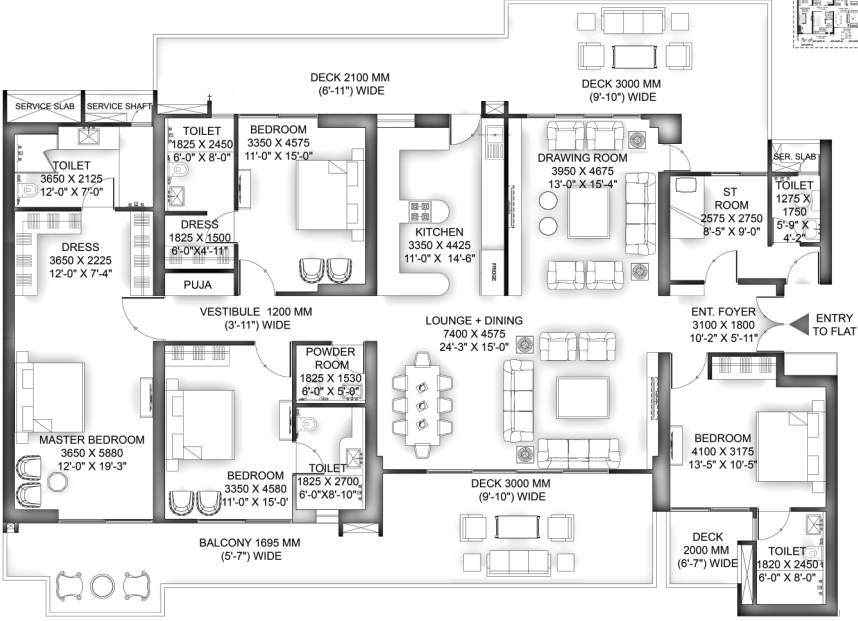 DECK 2100 MM
(6'-11") WIDE
DECK 3000 MM
(9'-10") WIDE
SERVICE SLAB
SERVICE SHAFT
TOILET
3650 X 2125
12'-0" X 7'-0"
TOILET
1825 X 2450
6'-0" X 8'-0"
BEDROOM
3350 X 4575
11'-0" X 15'-0"
DRAWING ROOM
3950 X 4675
13'-0" X 15'-4"
SER. SLAB
ST
ROOM
2575 X 2750
8'-5" X 9'-0"
TOILET
1275 X
1750
5'-9" X
4'-2"
DRESS
3650 X 2225
12'-0" X 7'-4"
DRESS
1825 X 1500
6'-0"X4'-11"
KITCHEN
3350 X 4425
11'-0" X 14'-6"
FRIDGE
PUJA
VESTIBULE 1200 MM
(3'-11") WIDE
LOUNGE + DINING
7400 X 4575
24'-3" X 15'-0"
ENT. FOYER
3100 X 1800
10'-2" X 5'-11"
ENTRY
TO FLAT
POWDER
ROOM
1825 X 1530
6'-0" X 5'-0"
MASTER BEDROOM
3650 X 5880
12'-0" X 19'-3"
BEDROOM
3350 X 4580
11'-0" X 15'-0"
TOILET
1825 X 2700
6'-0"X8'-10"
BEDROOM
4100 X 3175
13'-5" X 10'-5"
DECK 3000 MM
(9'-10") WIDE
BALCONY 1695 MM
(5'-7") WIDE
DECK
2000 MM
(6'-7") WIDE
TOILET
1820 X 2450
6'-0" X 8'-0"